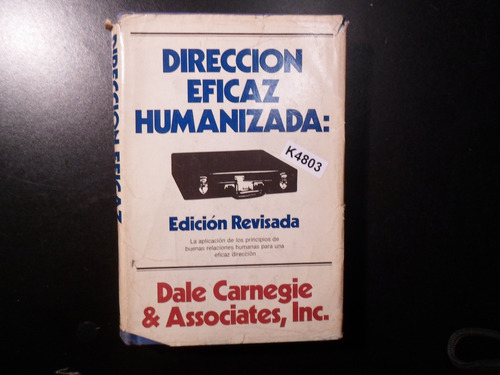 DIRECCION
EFICAZ
HUMANIZADA:
K4803
Edición Revisada
La aplicación de los principios de
buenas relaciones humanas para una
eficaz dirección
Dale Carnegie
& Associates, Inc.
DIRECCION EFICAZ